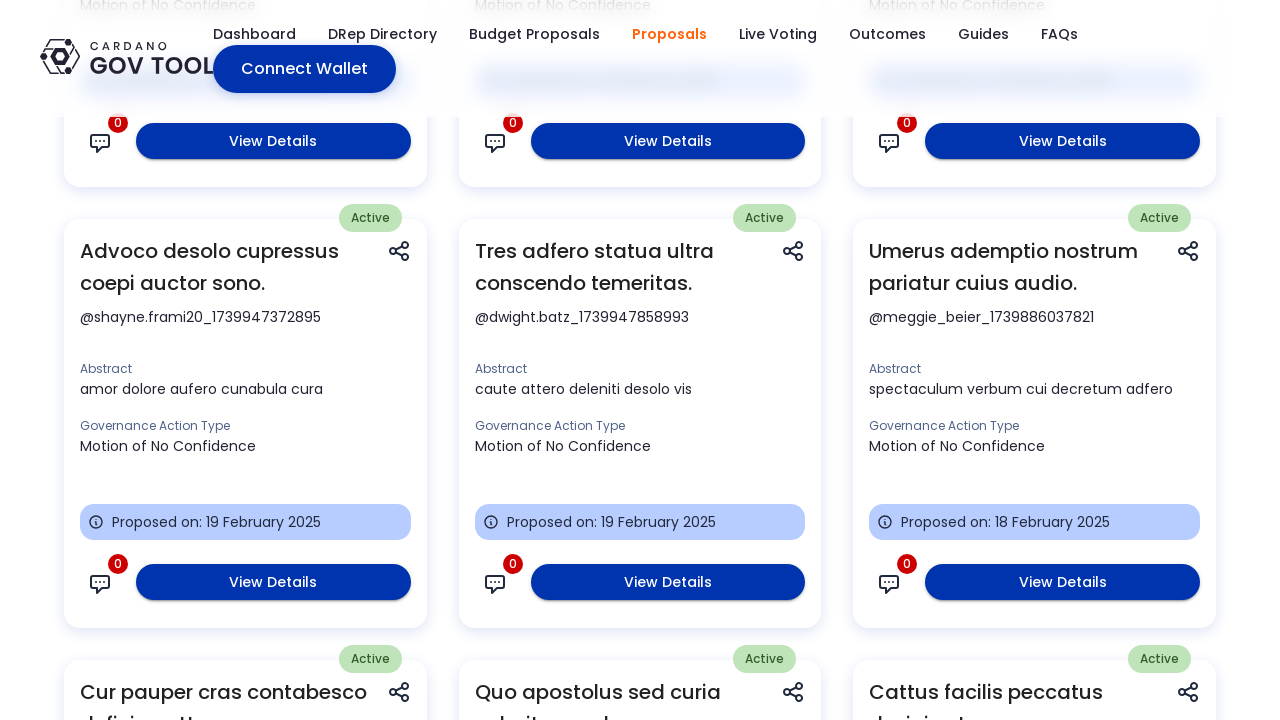 Motion of No Confidence Motion of No Confidence Motion of No Confidence
Dashboard DRep Directory Budget Proposals Proposals Live Voting Outcomes Guides FAQs
CARDANO
GOV TOOL
Connect Wallet
0 0 0
View Details View Details View Details
Active Active Active
Advoco desolo cupressus
coepi auctor sono.
@shayne.frami20_1739947372895
Abstract
amor dolore aufero cunabula cura
Governance Action Type
Motion of No Confidence
Proposed on: 19 February 2025
0
View Details
Tres adfero statua ultra
conscendo temeritas.
@dwight.batz_1739947858993
Abstract
caute attero deleniti desolo vis
Governance Action Type
Motion of No Confidence
Proposed on: 19 February 2025
0
View Details
Umerus ademptio nostrum
pariatur cuius audio.
@meggie_beier_1739886037821
Abstract
spectaculum verbum cui decretum adfero
Governance Action Type
Motion of No Confidence
Proposed on: 18 February 2025
0
View Details
Active Active Active
Cur pauper cras contabesco
Quo apostolus sed curia
Cattus facilis peccatus